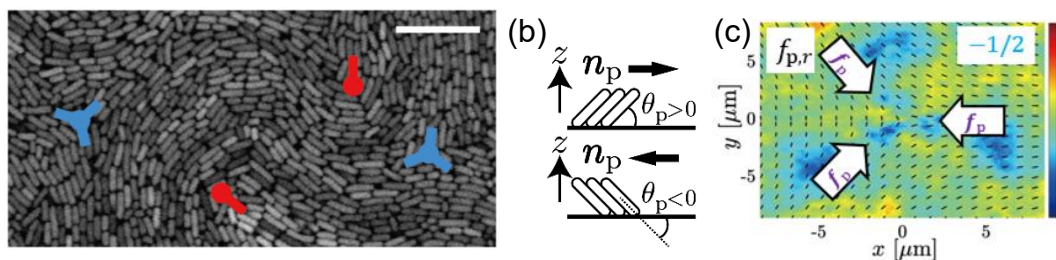 (b)
z
n_p
θ_p>0
z
n_p
θ_p<0
(c)
f_p,r
−1/2
f_p
f_p
f_p
5
0
-5
y [μm]
-5
0
5
x [μm]